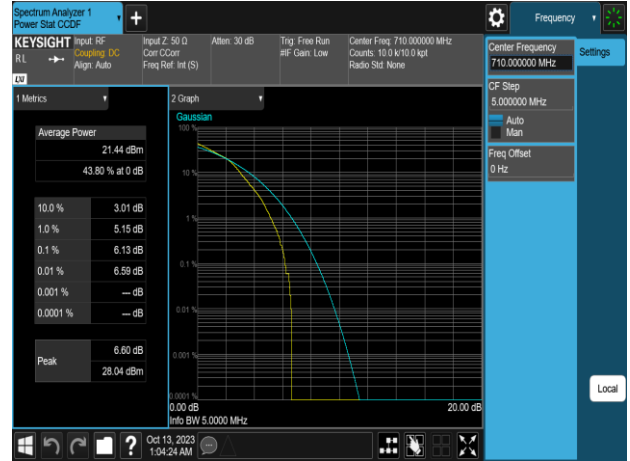 Spectrum Analyzer 1
Power Stat CCDF
Frequency
KEYSIGHT
Input: RF
Input Z: 50 Ω
Atten: 30 dB
Trig: Free Run
Center Freq: 710.000000 MHz
R L
Coupling: DC
Corr CCorr
#IF Gain: Low
Counts: 10.0 k/10.0 kpt
Align: Auto
Freq Ref: Int (S)
Radio Std: None
LXI
Center Frequency
710.000000 MHz
Settings
CF Step
5.000000 MHz
Auto
Man
Freq Offset
0 Hz
1 Metrics
Average Power
21.44 dBm
43.80 % at 0 dB
10.0 % 3.01 dB
1.0 % 5.15 dB
0.1 % 6.13 dB
0.01 % 6.59 dB
0.001 % --- dB
0.0001 % --- dB
Peak
6.60 dB
28.04 dBm
2 Graph
Gaussian
100 %
10 %
1 %
0.1 %
0.01 %
0.001 %
0.0001 %
0.00 dB
20.00 dB
Info BW 5.0000 MHz
Local
?
Oct 13, 2023
1:04:24 AM